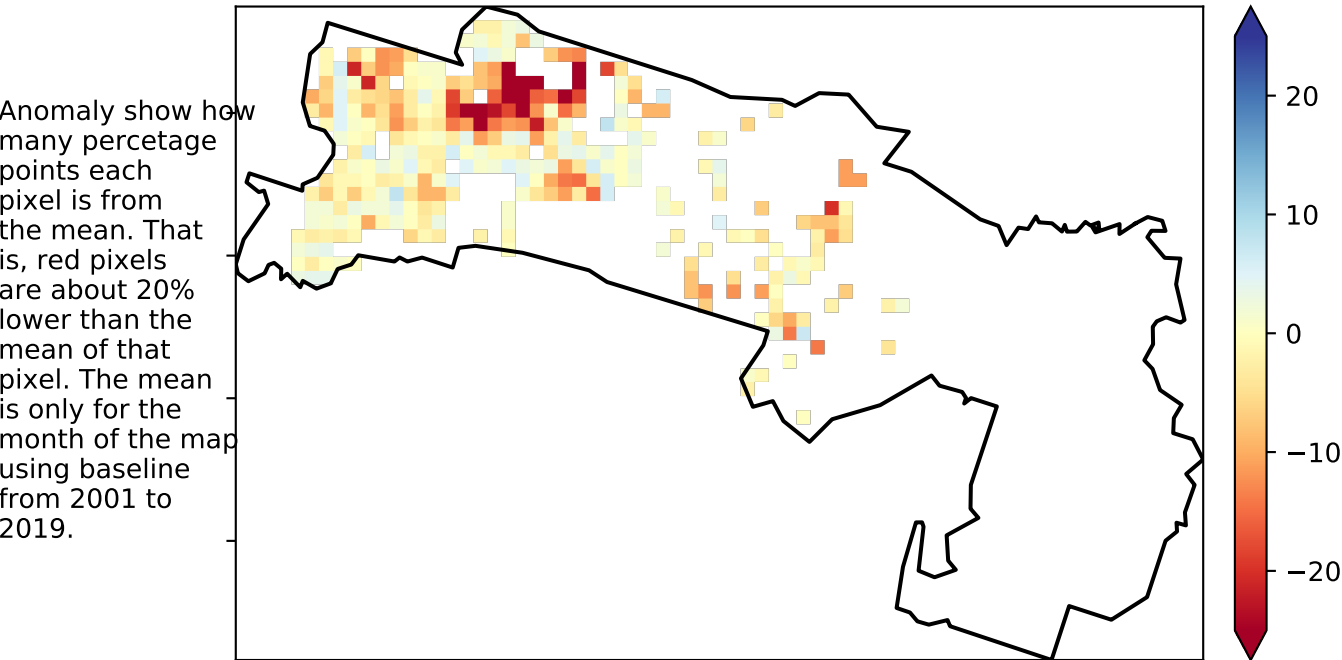 Anomaly show how
many percetage
points each
pixel is from
the mean. That
is, red pixels
are about 20%
lower than the
mean of that
pixel. The mean
is only for the
month of the map
using baseline
from 2001 to
2019.
20
10
0
−10
−20